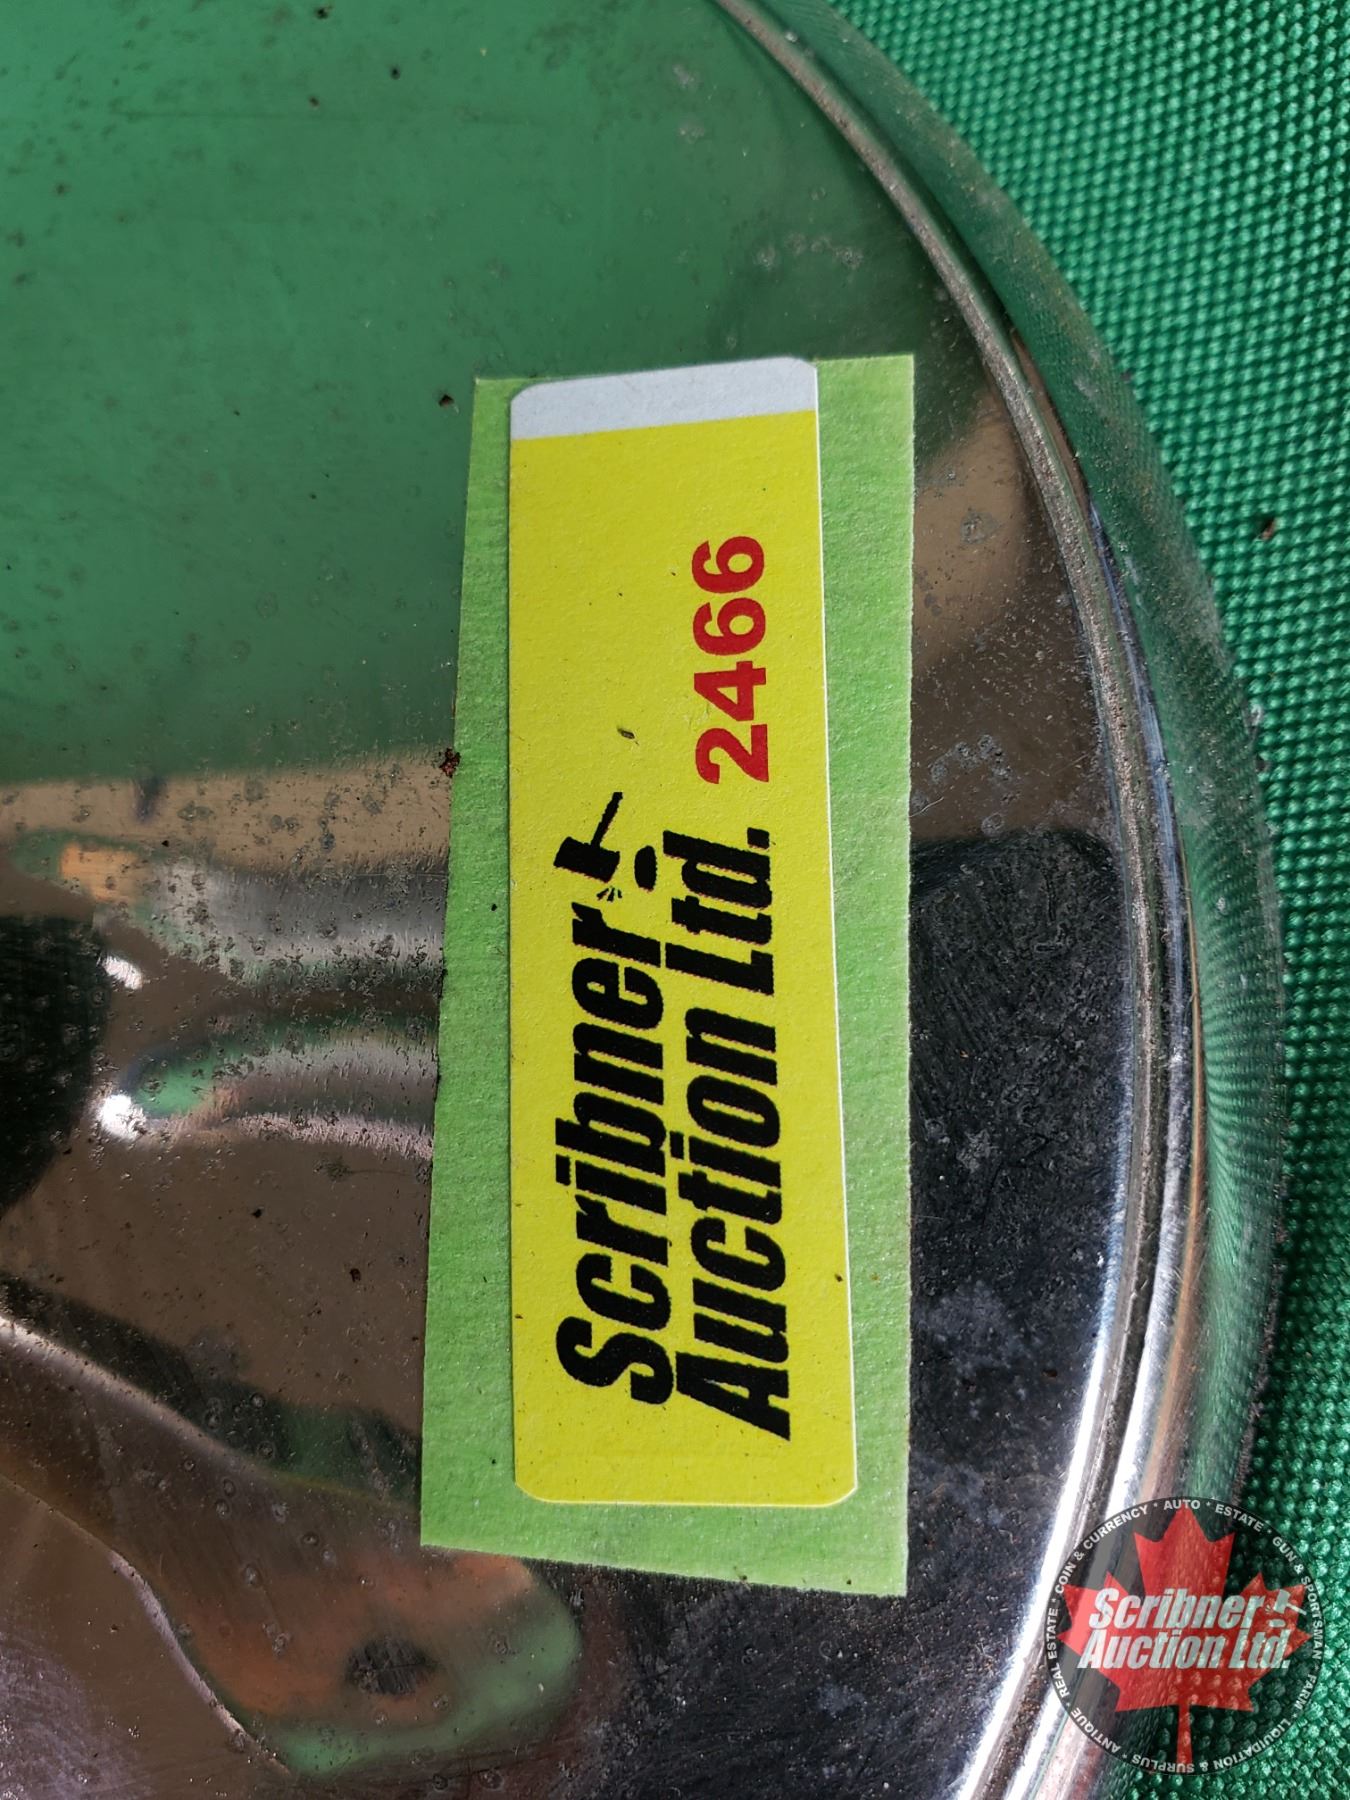 Scribner
Auction Ltd. 2466
REAL ESTATE * COIN & CURRENCY * AUTO * ESTATE * GUN & SPORTSMAN * FARM * LIQUIDATION & SURPLUS * ANTIQUE *
Scribner
Auction Ltd.